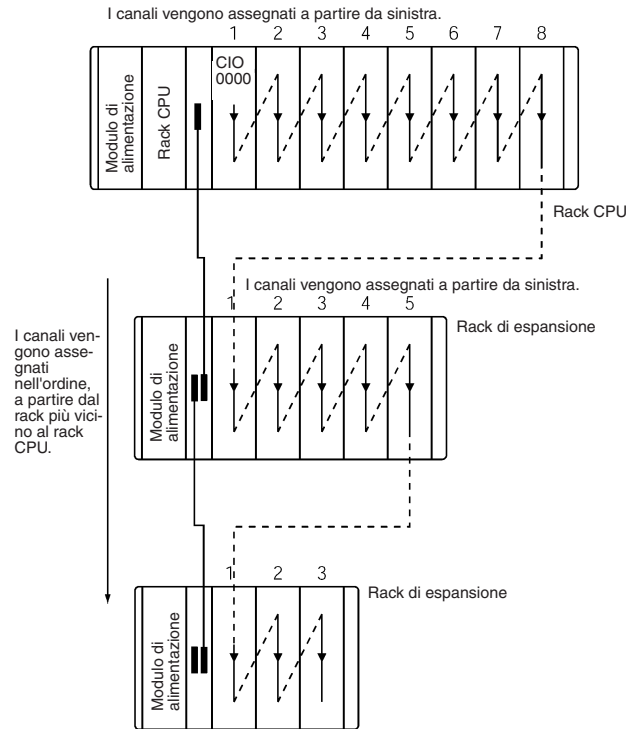 I canali vengono assegnati a partire da sinistra.
1 2 3 4 5 6 7 8
Modulo di
alimentazione
Rack CPU
CIO
0000
Rack CPU
I canali vengono assegnati a partire da sinistra.
1 2 3 4 5
Rack di espansione
Modulo di
alimentazione
I canali ven-
gono asse-
gnati
nell'ordine,
a partire dal
rack più vici-
no al rack
CPU.
1 2 3
Rack di espansione
Modulo di
alimentazione